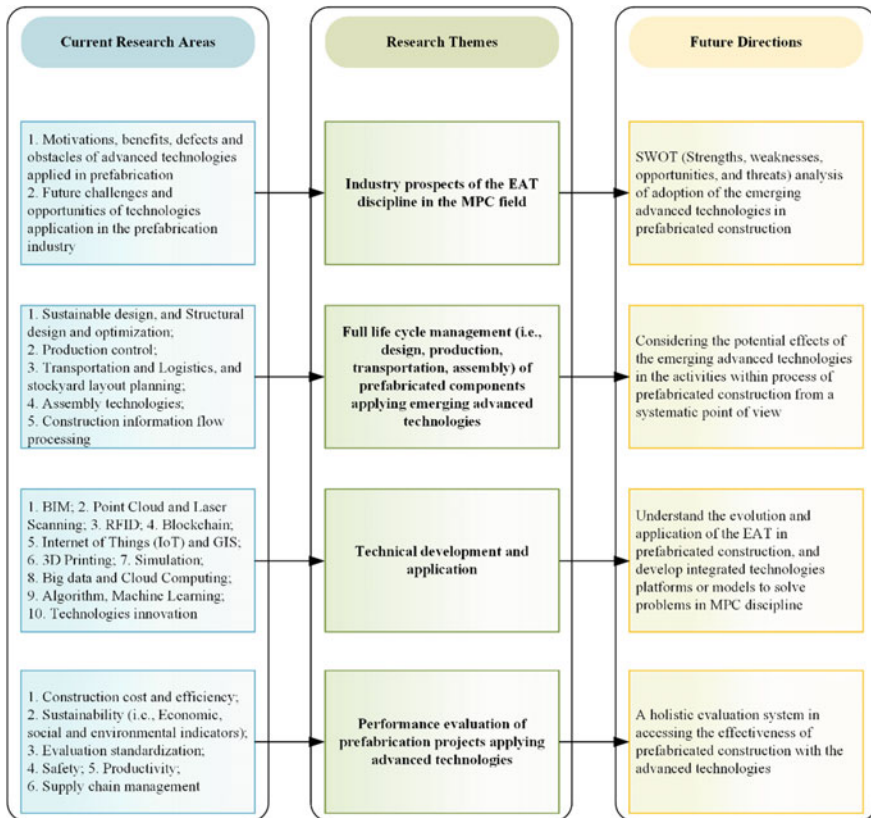 Current Research Areas
Research Themes
Future Directions
1. Motivations, benefits, defects and
obstacles of advanced technologies
applied in prefabrication
2. Future challenges and
opportunities of technologies
application in the prefabrication
industry
Industry prospects of the EAT
discipline in the MPC field
SWOT (Strengths, weaknesses,
opportunities, and threats) analysis
of adoption of the emerging
advanced technologies in
prefabricated construction
1. Sustainable design, and Structural
design and optimization;
2. Production control;
3. Transportation and Logistics, and
stockyard layout planning;
4. Assembly technologies;
5. Construction information flow
processing
Full life cycle management (i.e.,
design, production,
transportation, assembly) of
prefabricated components
applying emerging advanced
technologies
Considering the potential effects of
the emerging advanced technologies
in the activities within process of
prefabricated construction from a
systematic point of view
1. BIM; 2. Point Cloud and Laser
Scanning; 3. RFID; 4. Blockchain;
5. Internet of Things (IoT) and GIS;
6. 3D Printing; 7. Simulation;
8. Big data and Cloud Computing;
9. Algorithm, Machine Learning;
10. Technologies innovation
Technical development and
application
Understand the evolution and
application of the EAT in
prefabricated construction, and
develop integrated technologies
platforms or models to solve
problems in MPC discipline
1. Construction cost and efficiency;
2. Sustainability (i.e., Economic,
social and environmental indicators);
3. Evaluation standardization;
4. Safety; 5. Productivity;
6. Supply chain management
Performance evaluation of
prefabrication projects applying
advanced technologies
A holistic evaluation system in
accessing the effectiveness of
prefabricated construction with the
advanced technologies